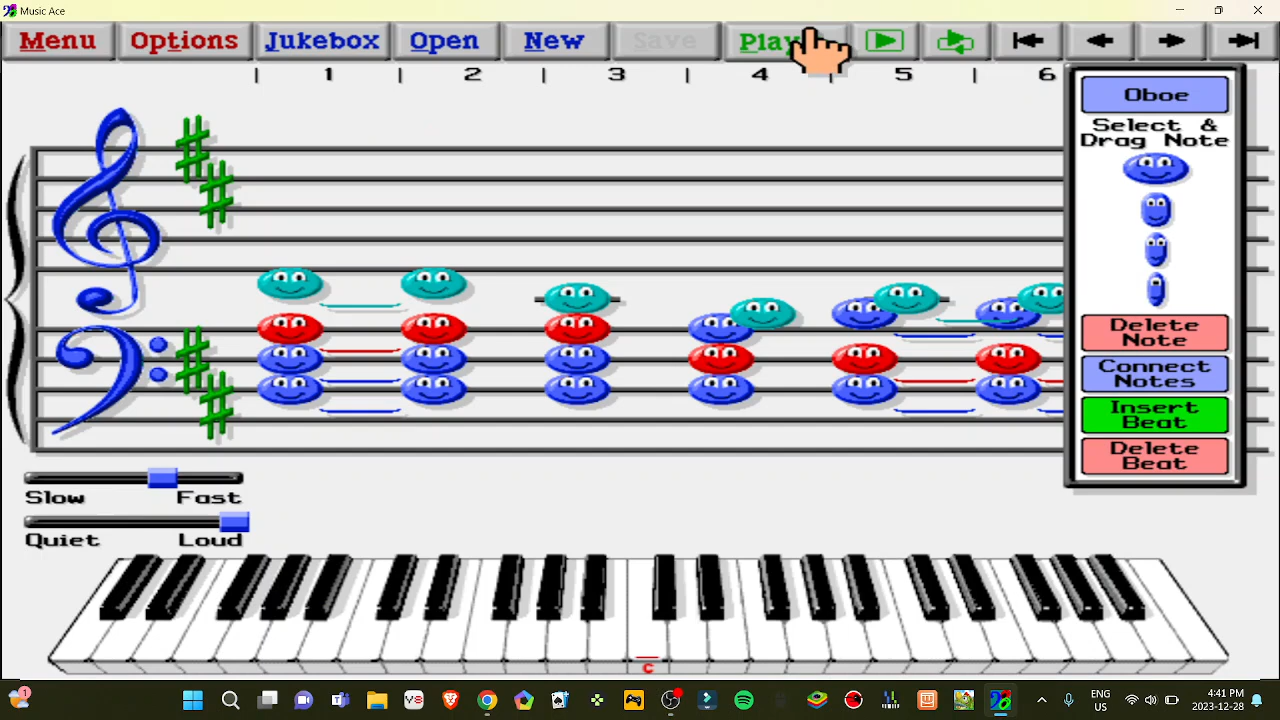 Music Ace
Menu Options Jukebox Open New Save Play
1 2 3 4 5 6
Oboe
Select &
Drag Note
Delete
Note
Connect
Notes
Insert
Beat
Delete
Beat
Slow Fast
Quiet Loud
C
1
ENG
US
4:41 PM
2023-12-28